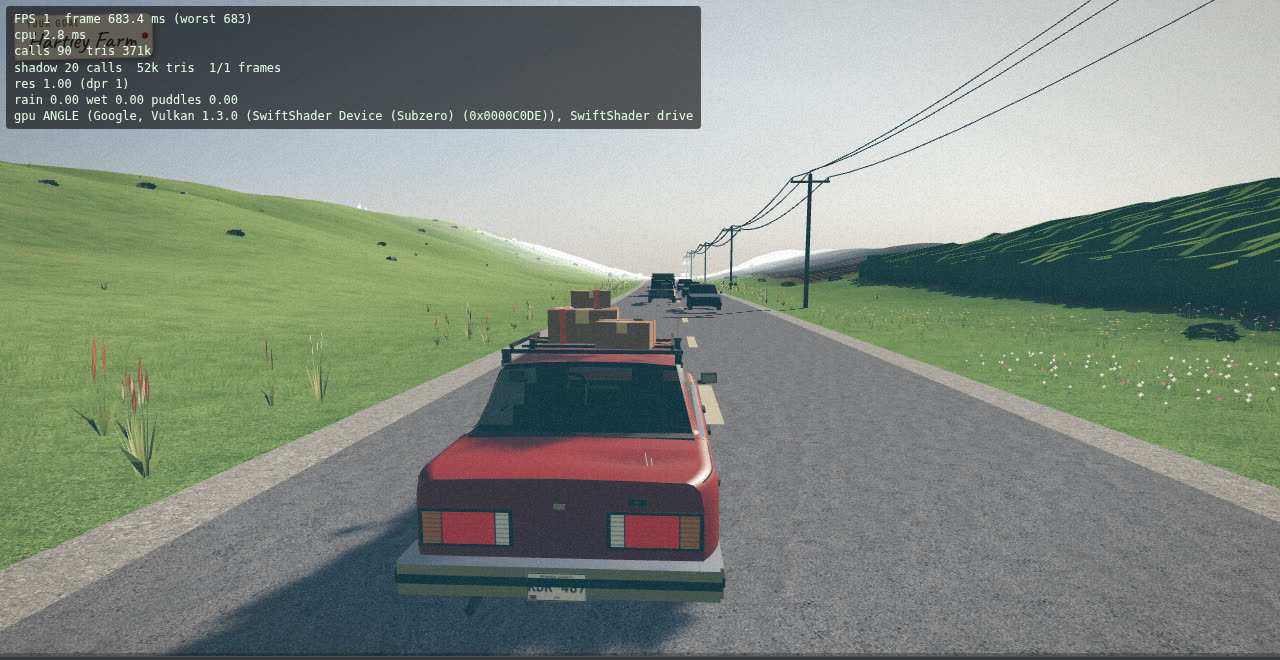 FPS 1 frame 683.4 ms (worst 683)
cpu 2.8 ms
Hartley Farm
calls 90 tris 371k
shadow 20 calls 52k tris 1/1 frames
res 1.00 (dpr 1)
rain 0.00 wet 0.00 puddles 0.00
gpu ANGLE (Google, Vulkan 1.3.0 (SwiftShader Device (Subzero) (0x0000C0DE)), SwiftShader drive